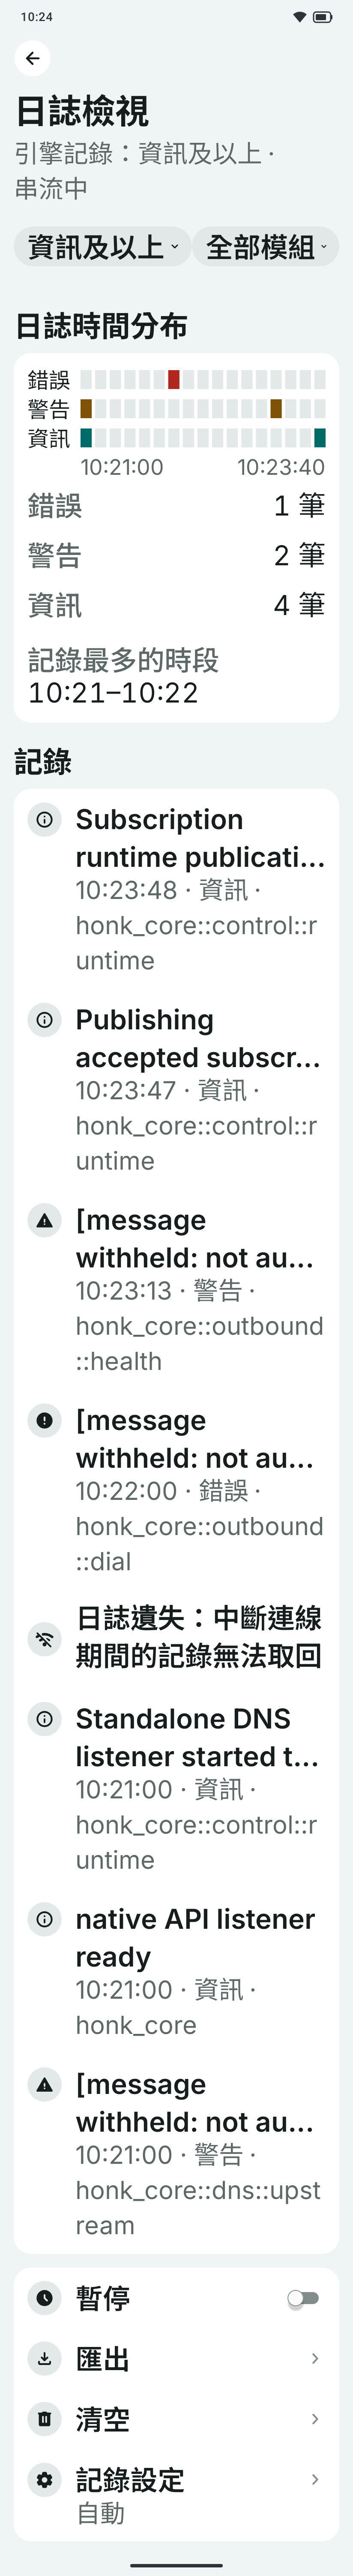 10:24
日誌檢視
引擎記錄：資訊及以上 ·
串流中
資訊及以上 全部模組
日誌時間分布
錯誤
警告
資訊
10:21:00 10:23:40
錯誤 1 筆
警告 2 筆
資訊 4 筆
記錄最多的時段
10:21–10:22
記錄
Subscription
runtime publicati...
10:23:48 · 資訊 ·
honk_core::control::r
untime
Publishing
accepted subscr...
10:23:47 · 資訊 ·
honk_core::control::r
untime
[message
withheld: not au...
10:23:13 · 警告 ·
honk_core::outbound
::health
[message
withheld: not au...
10:22:00 · 錯誤 ·
honk_core::outbound
::dial
日誌遺失：中斷連線
期間的記錄無法取回
Standalone DNS
listener started t...
10:21:00 · 資訊 ·
honk_core::control::r
untime
native API listener
ready
10:21:00 · 資訊 ·
honk_core
[message
withheld: not au...
10:21:00 · 警告 ·
honk_core::dns::upst
ream
暫停
匯出
清空
記錄設定
自動